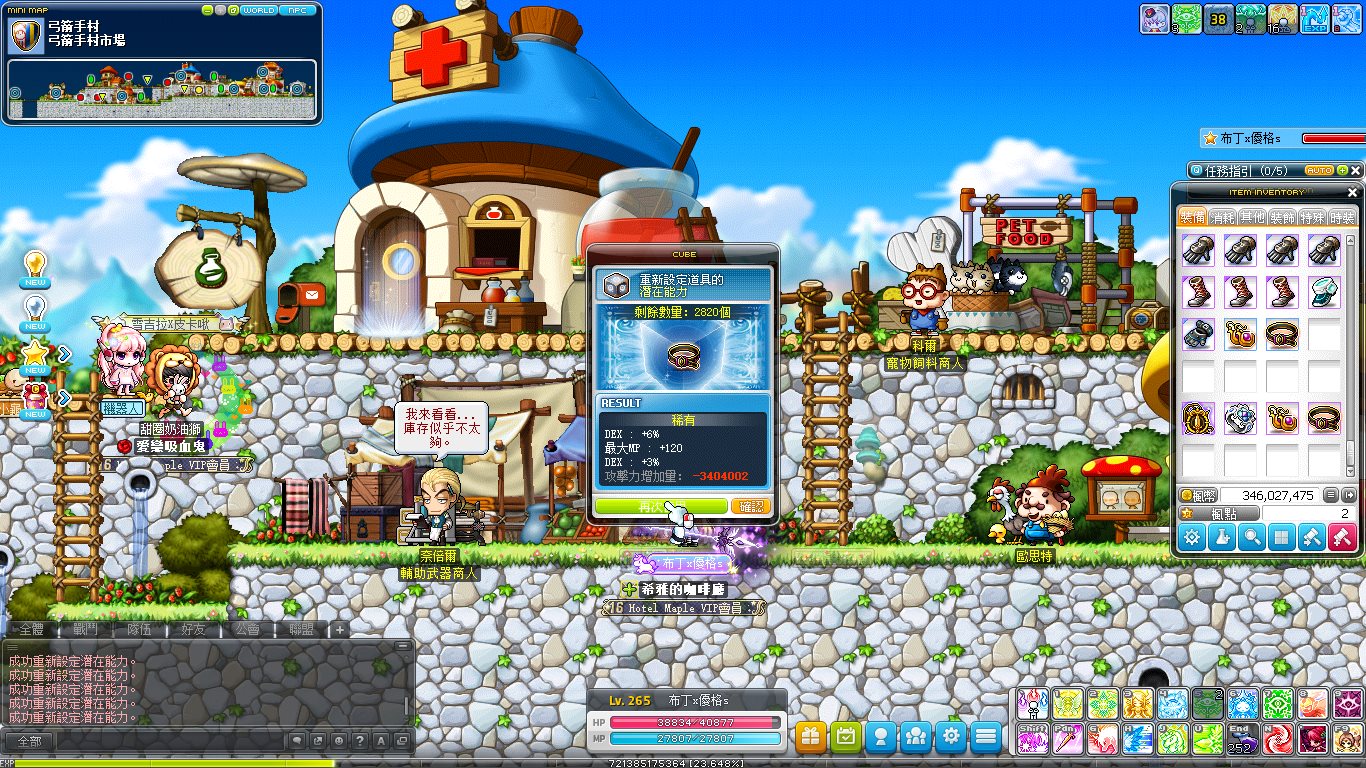 MINI MAP
WORLD
NPC
弓箭手村
弓箭手村市場
38
EXP
布丁x優格s
任務指引 (0/5)
AUTO
ITEM INVENTORY
裝備
消耗
其他
裝飾
特殊
時裝
PET
FOOD
CUBE
重新設定道具的
潛在能力
剩餘數量: 2820個
RESULT
稀有
DEX : +6%
最大MP : +120
DEX : +3%
攻擊力增加量: -3404002
確認
NEW
NEW
NEW
NEW
雪吉拉X皮卡啾
機器人
甜圈奶油獅
愛戀吸血鬼
我來看看...
庫存似乎不太
夠。
奈倍爾
輔助武器商人
科爾
寵物飼料商人
歐思特
布丁x優格s
希雅的咖啡廳
16 Hotel Maple VIP會員
楓幣
346,027,475
楓點
2
全體
戰鬥
隊伍
好友
公會
聯盟
+
成功重新設定潛在能力。
成功重新設定潛在能力。
成功重新設定潛在能力。
成功重新設定潛在能力。
成功重新設定潛在能力。
全部
Lv. 265
布丁x優格s
HP
38834/40877
MP
27807/27807
Shift
End
252
EXP
721385175364 [23.648%]